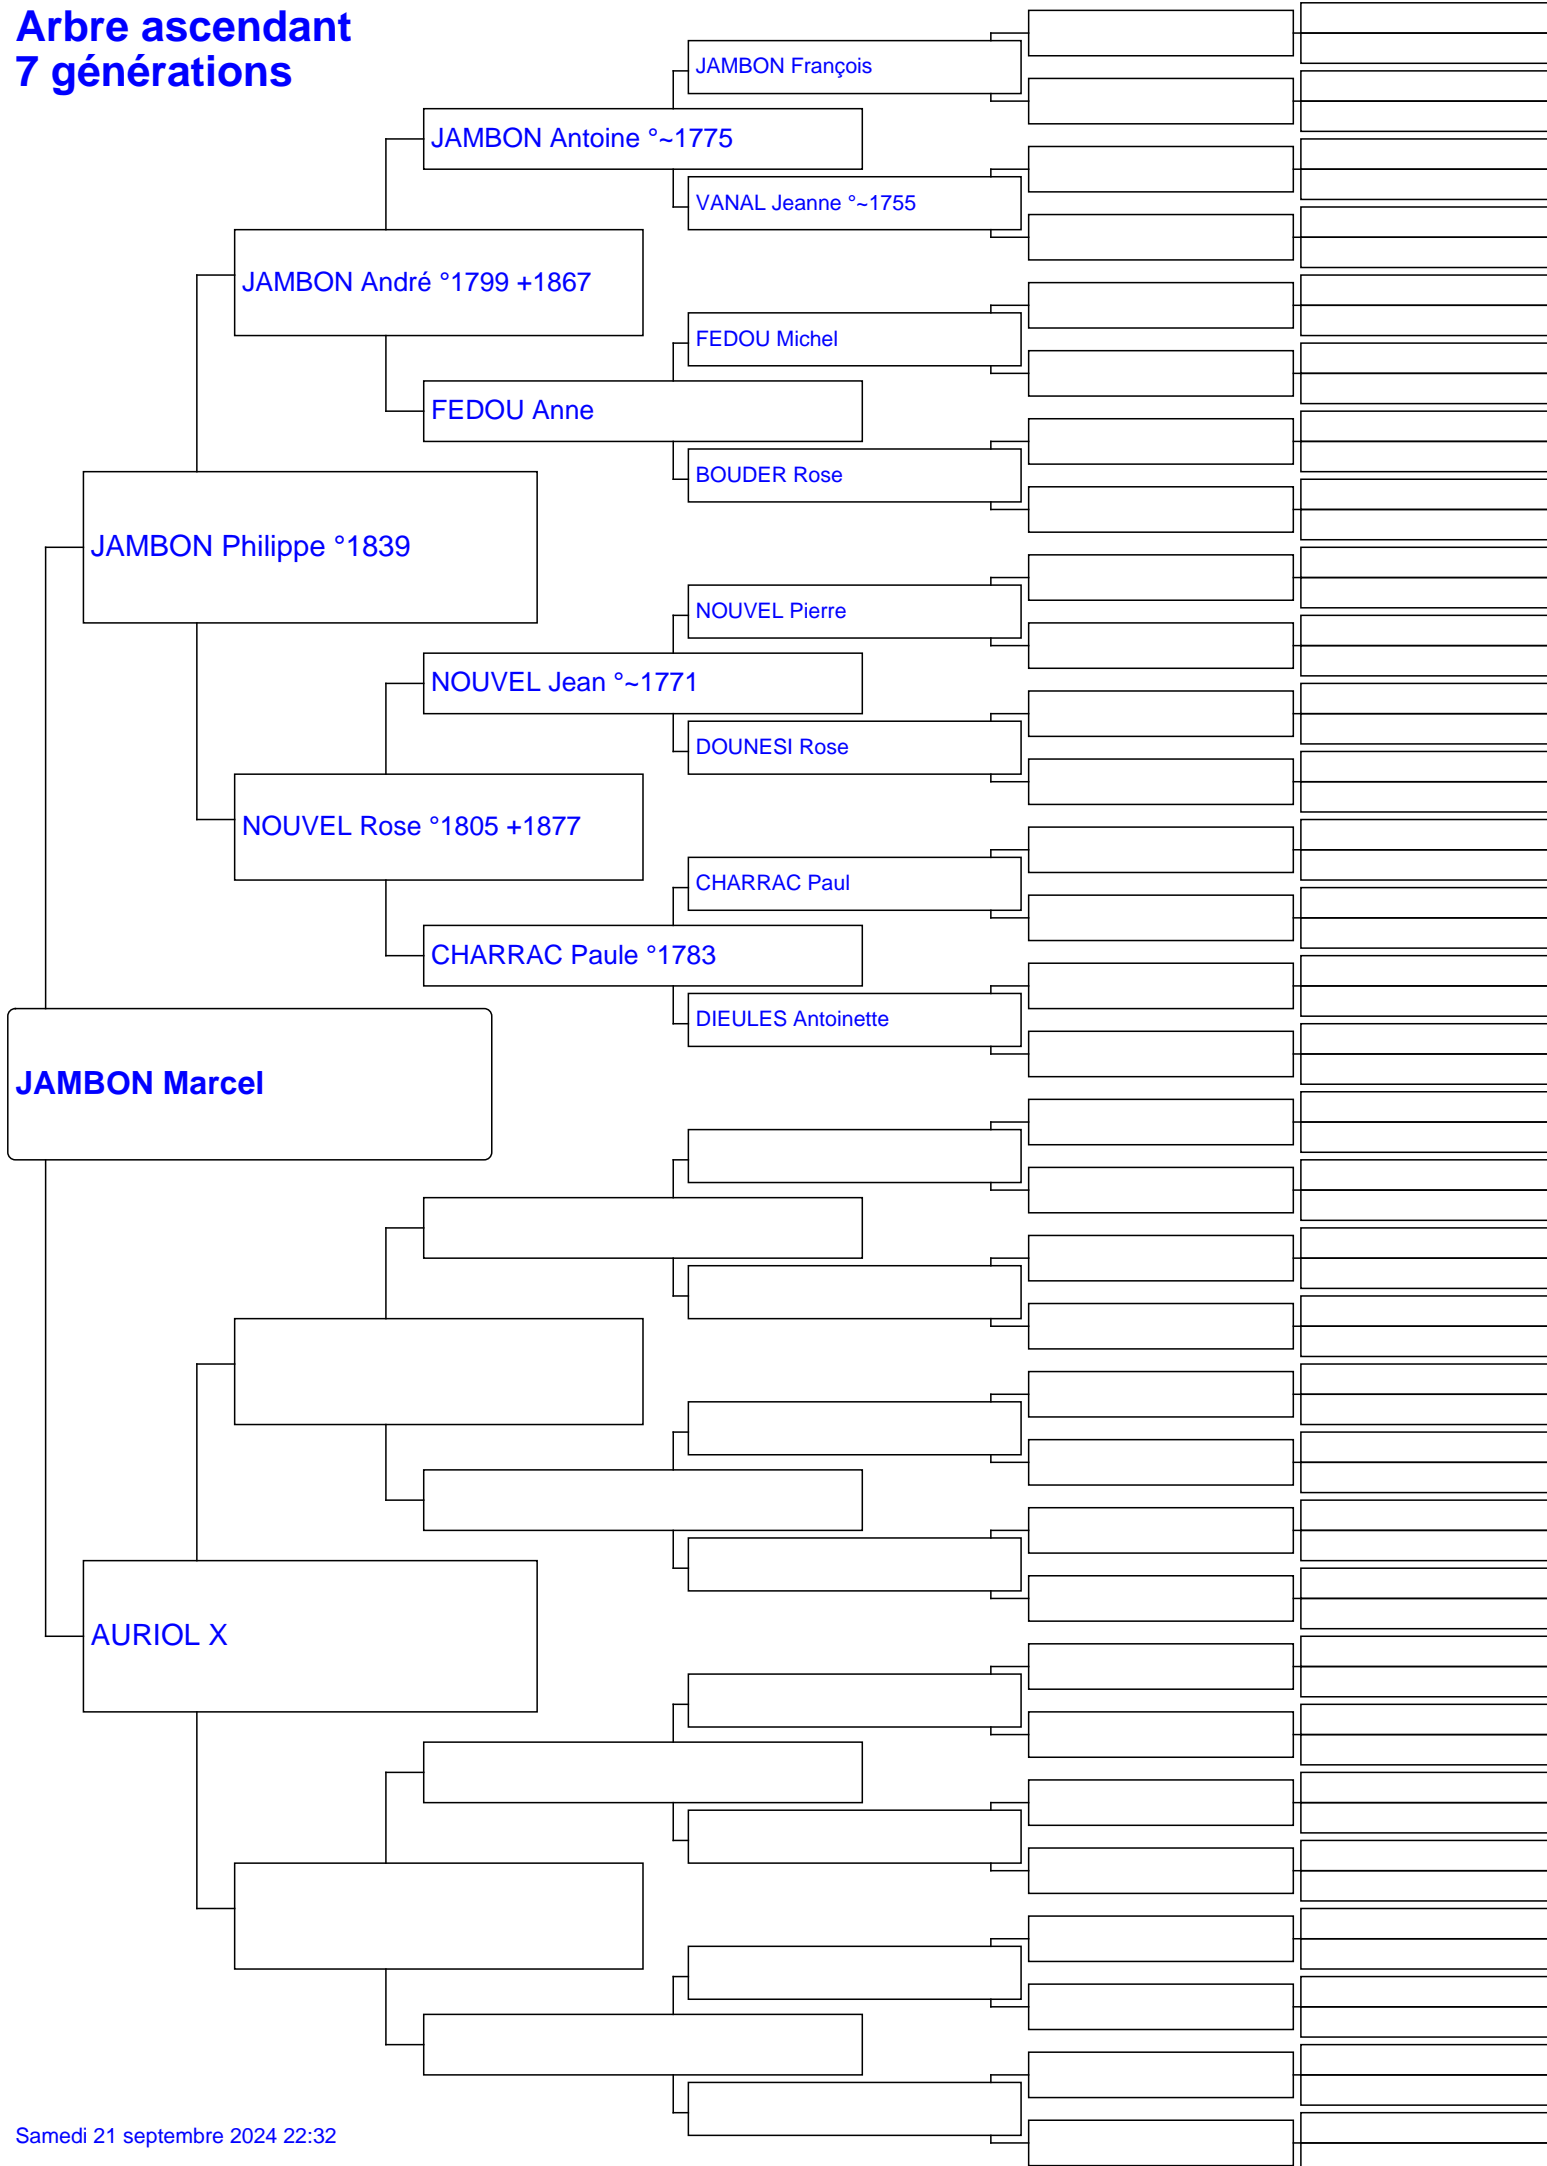 Arbre ascendant
7 générations
JAMBON François
JAMBON Antoine °~1775
VANAL Jeanne °~1755
JAMBON André °1799 +1867
FEDOU Michel
FEDOU Anne
BOUDER Rose
JAMBON Philippe °1839
NOUVEL Pierre
NOUVEL Jean °~1771
DOUNESI Rose
NOUVEL Rose °1805 +1877
CHARRAC Paul
CHARRAC Paule °1783
DIEULES Antoinette
JAMBON Marcel
AURIOL X
Samedi 21 septembre 2024 22:32